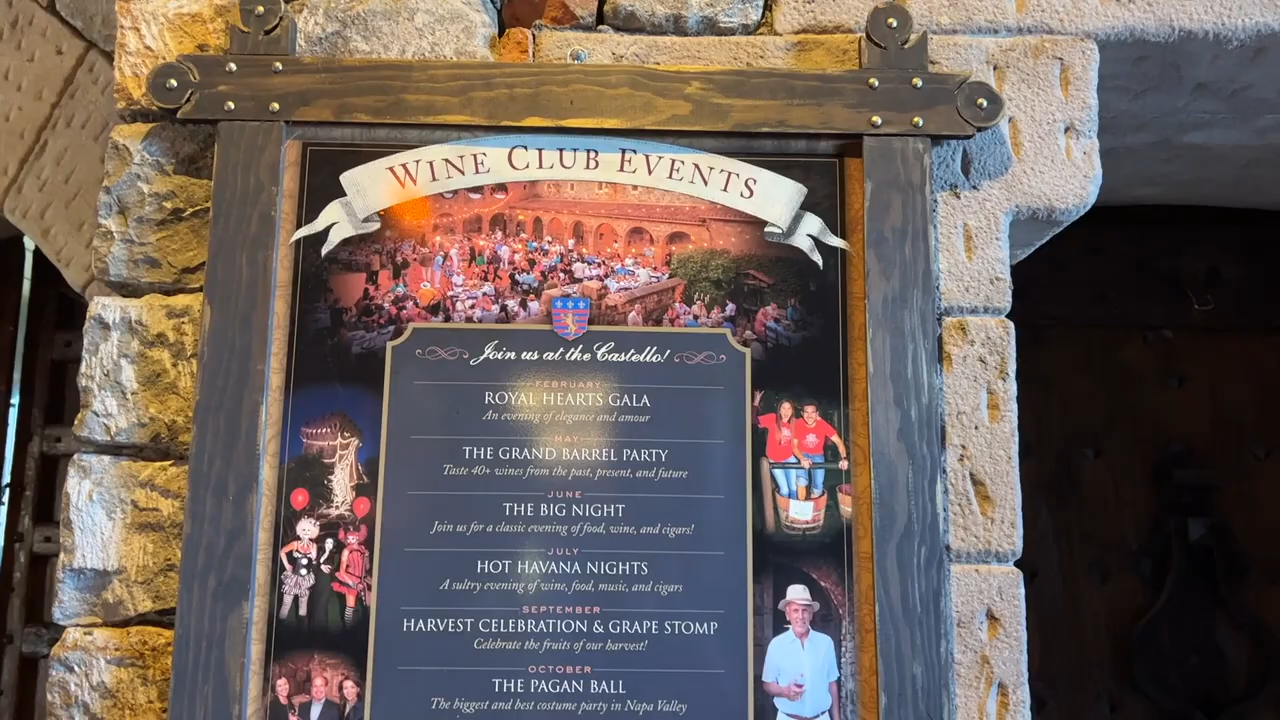 WINE CLUB EVENTS
Join us at the Castello!
FEBRUARY
ROYAL HEARTS GALA
An evening of elegance and amour
MAY
THE GRAND BARREL PARTY
Taste 40+ wines from the past, present, and future
JUNE
THE BIG NIGHT
Join us for a classic evening of food, wine, and cigars!
JULY
HOT HAVANA NIGHTS
A sultry evening of wine, food, music, and cigars
SEPTEMBER
HARVEST CELEBRATION & GRAPE STOMP
Celebrate the fruits of our harvest!
OCTOBER
THE PAGAN BALL
The biggest and best costume party in Napa Valley